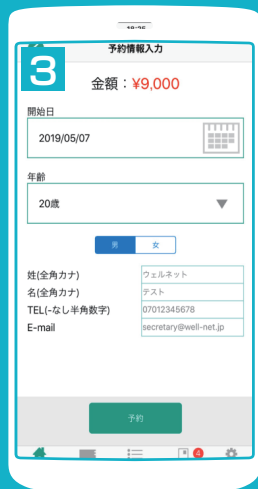 予約情報入力
3
金額：¥9,000
開始日
2019/05/07
年齢
20歳
男 女
姓(全角カナ) ウェルネット
名(全角カナ) テスト
TEL(-なし半角数字) 07012345678
E-mail secretary@well-net.jp
予約
4